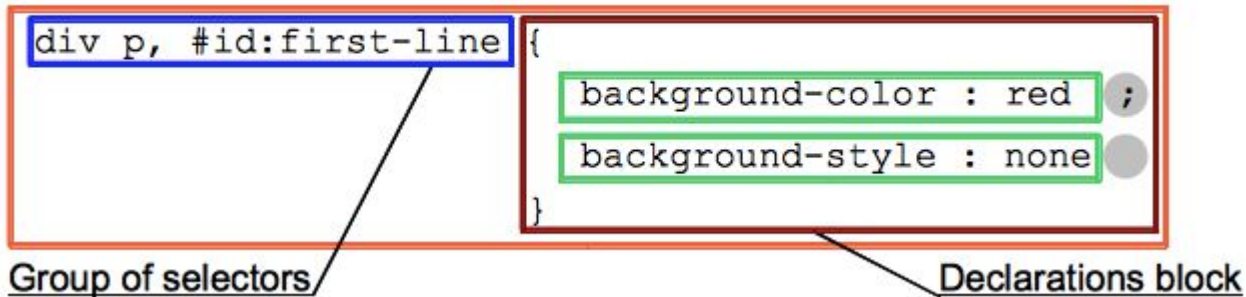 div p, #id:first-line {
background-color : red ;
background-style : none
}
Group of selectors
Declarations block